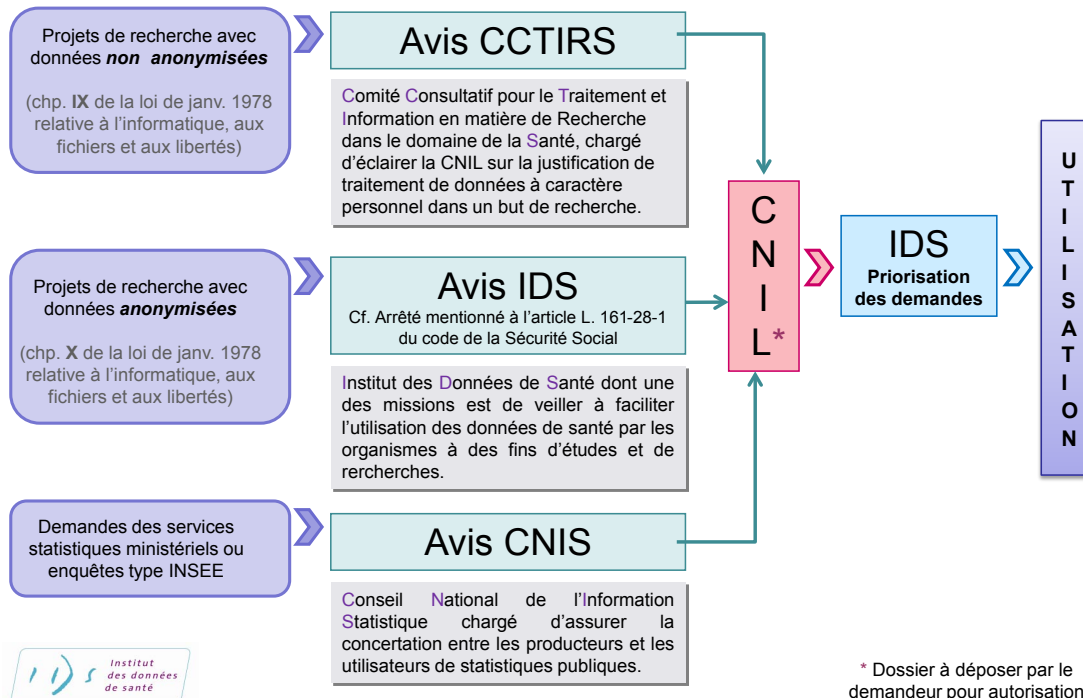 Projets de recherche avec
données non anonymisées
(chp. IX de la loi de janv. 1978
relative à l'informatique, aux
fichiers et aux libertés)
Avis CCTIRS
Comité Consultatif pour le Traitement et
Information en matière de Recherche
dans le domaine de la Santé, chargé
d'éclairer la CNIL sur la justification de
traitement de données à caractère
personnel dans un but de recherche.
Projets de recherche avec
données anonymisées
(chp. X de la loi de janv. 1978
relative à l'informatique, aux
fichiers et aux libertés)
Avis IDS
Cf. Arrêté mentionné à l'article L. 161-28-1
du code de la Sécurité Social
Institut des Données de Santé dont une
des missions est de veiller à faciliter
l'utilisation des données de santé par les
organismes à des fins d'études et de
rercherches.
Demandes des services
statistiques ministériels ou
enquêtes type INSEE
Avis CNIS
Conseil National de l'Information
Statistique chargé d'assurer la
concertation entre les producteurs et les
utilisateurs de statistiques publiques.
C
N
I
L*
IDS
Priorisation
des demandes
U
T
I
L
I
S
A
T
I
O
N
IDS
Institut
des données
de santé
* Dossier à déposer par le
demandeur pour autorisation